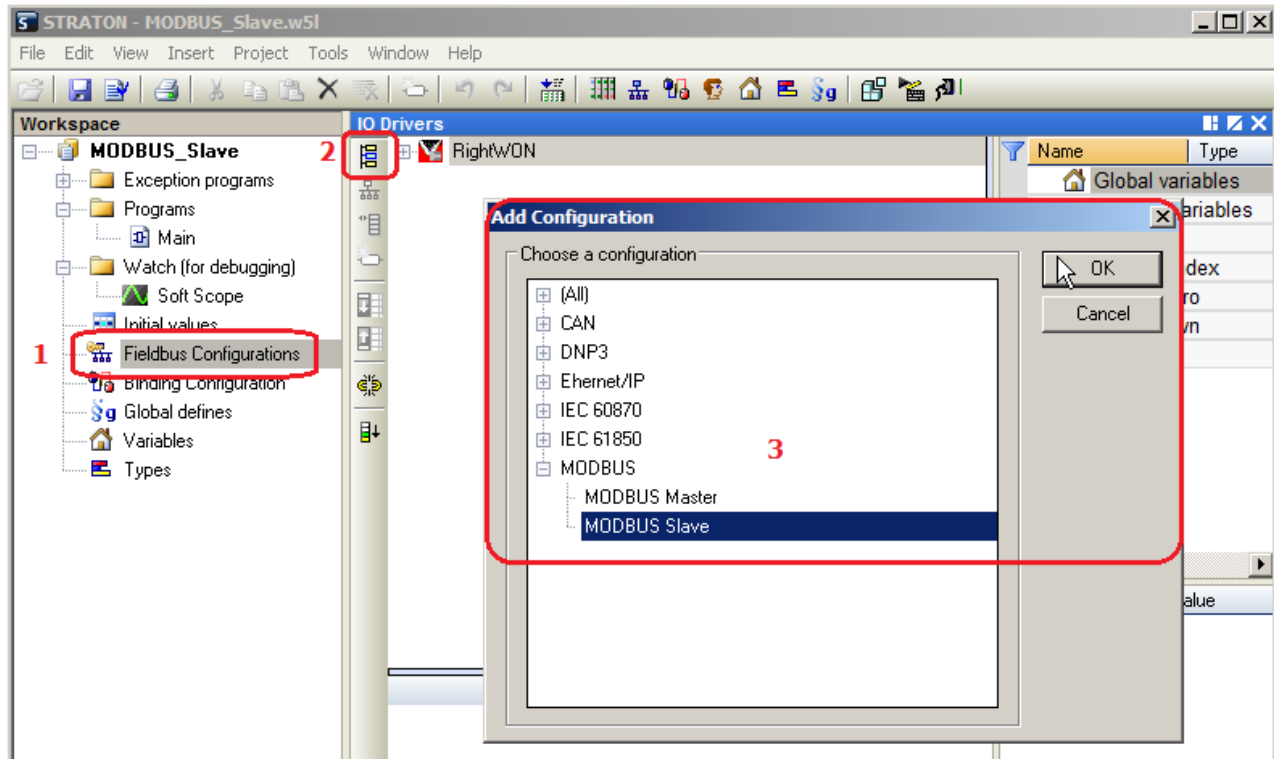 STRATON - MODBUS_Slave.w5l
File Edit View Insert Project Tools Window Help
Workspace
IO Drivers
MODBUS_Slave
2
RightWON
Name
Type
Exception programs
Global variables
Programs
Add Configuration
ariables
Main
Choose a configuration
OK
Watch (for debugging)
(All)
dex
Soft Scope
CAN
Cancel
ro
Initial values
DNP3
wn
1
Fieldbus Configurations
Ehernet/IP
Binding Configuration
IEC 60870
Global defines
IEC 61850
3
Variables
MODBUS
Types
MODBUS Master
MODBUS Slave
alue